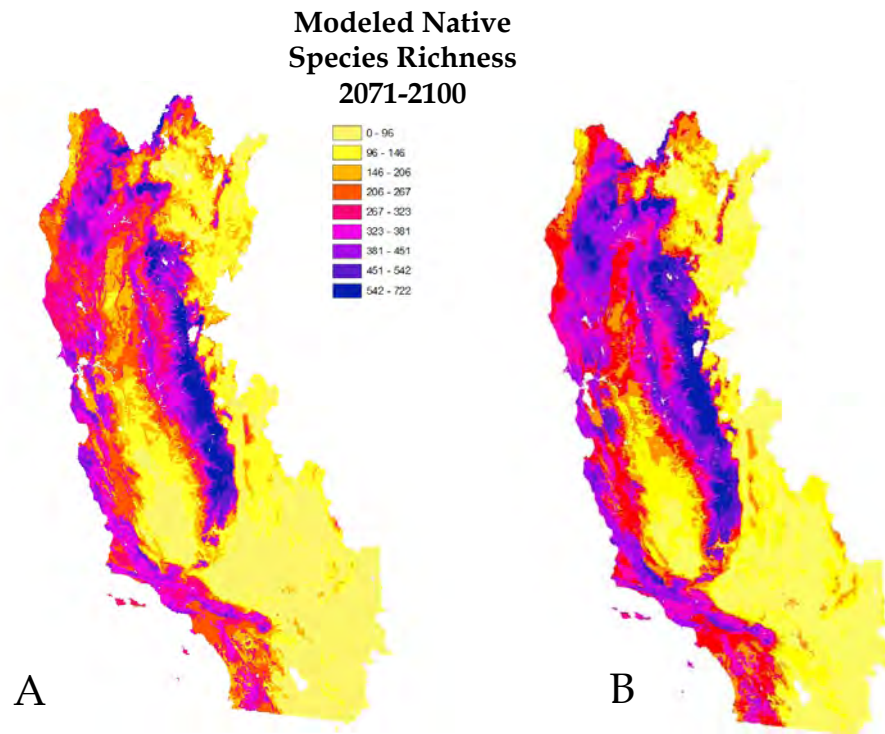 Modeled Native
Species Richness
2071-2100
0 - 96
96 - 146
146 - 206
206 - 267
267 - 323
323 - 381
381 - 451
451 - 542
542 - 722
A
B